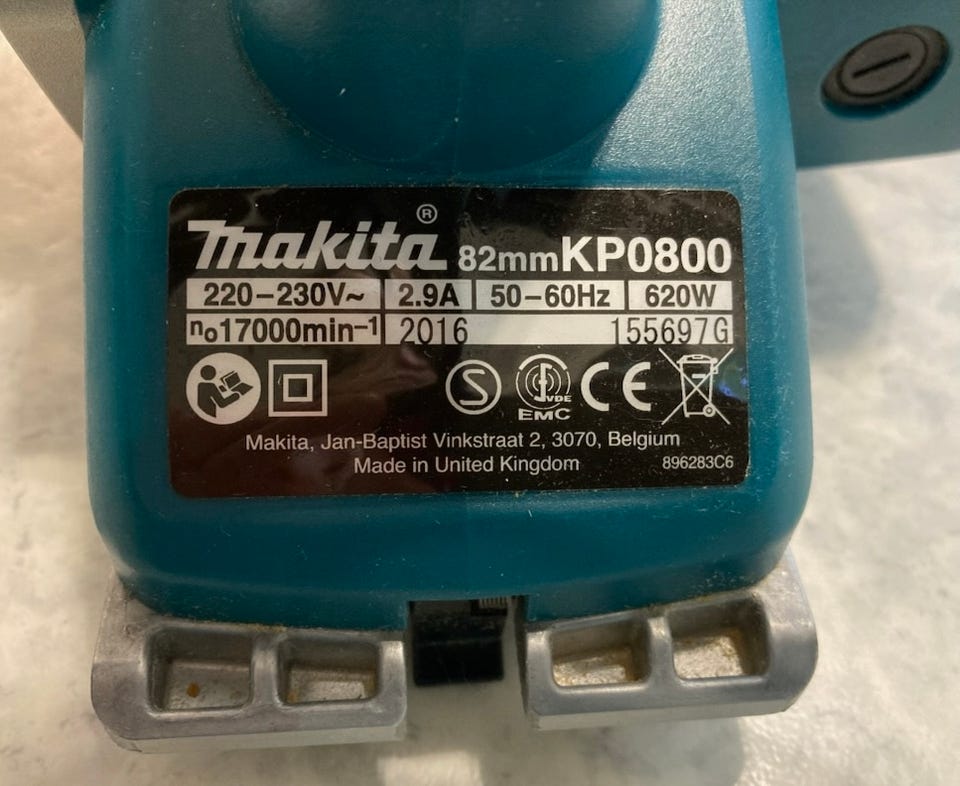 Makita® 82mm KP0800
220-230V~ 2.9A 50-60Hz 620W
n₀17000min⁻¹ 2016 155697G
S VDE EMC CE
Makita, Jan-Baptist Vinkstraat 2, 3070, Belgium
Made in United Kingdom 896283C6